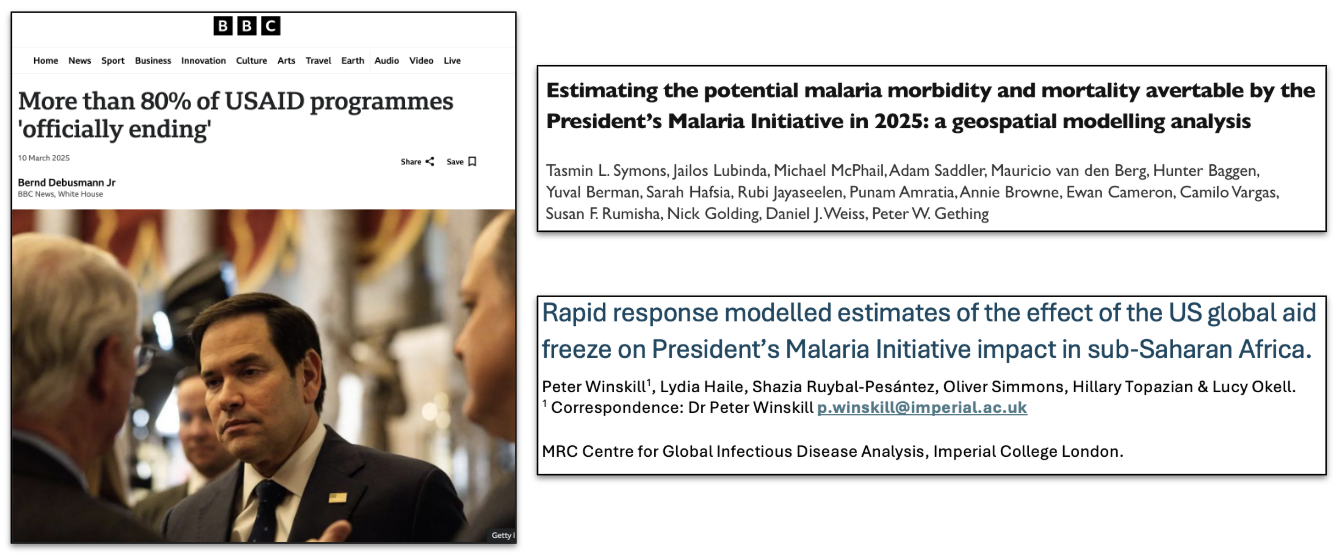 BBC
Home News Sport Business Innovation Culture Arts Travel Earth Audio Video Live
More than 80% of USAID programmes
'officially ending'
10 March 2025
Share Save
Bernd Debusmann Jr
BBC News, White House
Getty I
Estimating the potential malaria morbidity and mortality avertable by the
President's Malaria Initiative in 2025: a geospatial modelling analysis
Tasmin L. Symons, Jailos Lubinda, Michael McPhail, Adam Saddler, Mauricio van den Berg, Hunter Baggen,
Yuval Berman, Sarah Hafsia, Rubi Jayaseelen, Punam Amratia, Annie Browne, Ewan Cameron, Camilo Vargas,
Susan F. Rumisha, Nick Golding, Daniel J. Weiss, Peter W. Gething
Rapid response modelled estimates of the effect of the US global aid
freeze on President's Malaria Initiative impact in sub-Saharan Africa.
Peter Winskill¹, Lydia Haile, Shazia Ruybal-Pesántez, Oliver Simmons, Hillary Topazian & Lucy Okell.
¹ Correspondence: Dr Peter Winskill p.winskill@imperial.ac.uk
MRC Centre for Global Infectious Disease Analysis, Imperial College London.